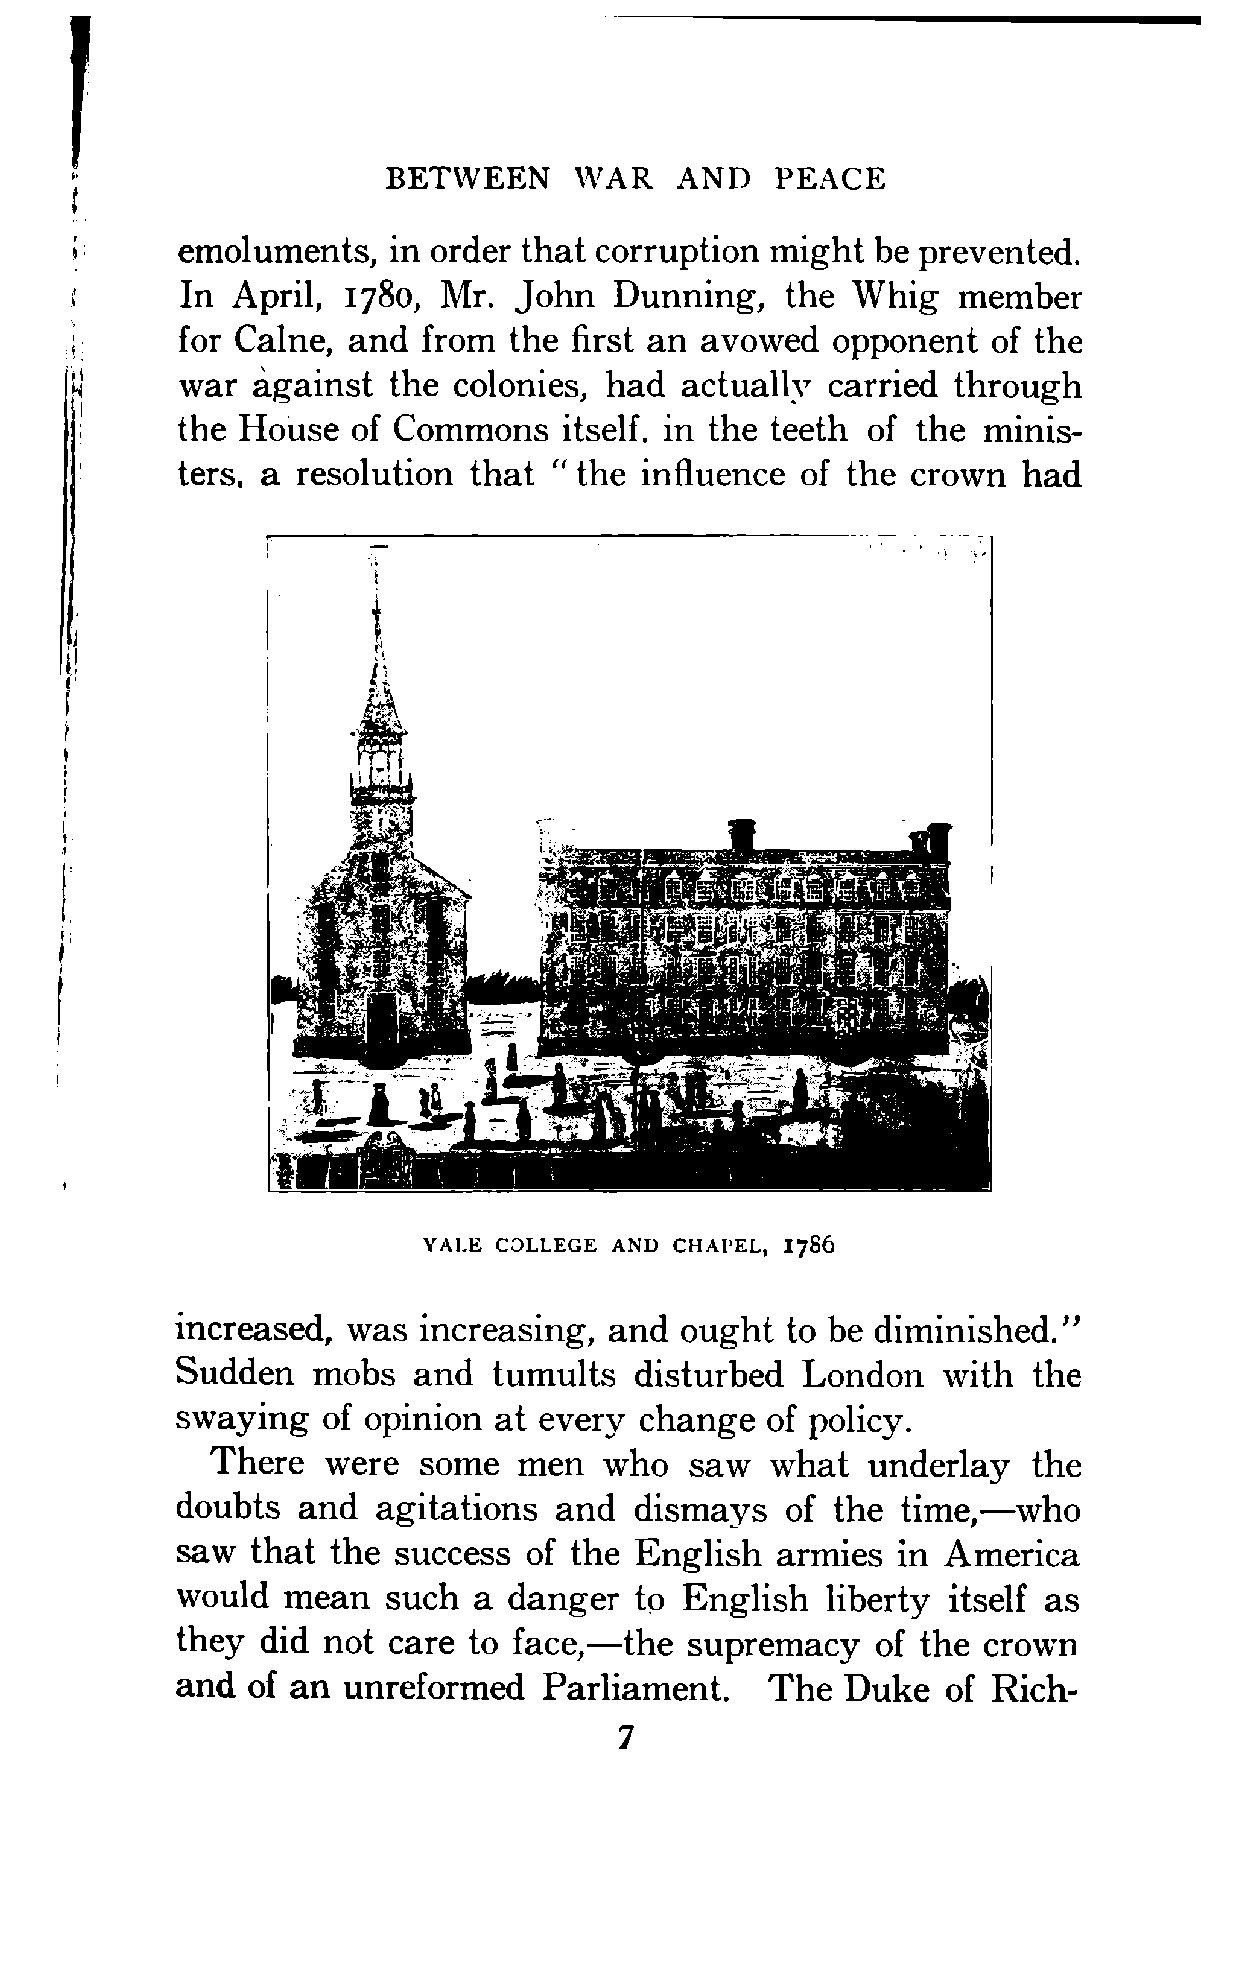 BETWEEN WAR AND PEACE
emoluments, in order that corruption might be prevented.
In April, 1780, Mr. John Dunning, the Whig member
for Calne, and from the first an avowed opponent of the
war against the colonies, had actually carried through
the House of Commons itself, in the teeth of the minis-
ters, a resolution that "the influence of the crown had
YALE COLLEGE AND CHAPEL, 1786
increased, was increasing, and ought to be diminished."
Sudden mobs and tumults disturbed London with the
swaying of opinion at every change of policy.
There were some men who saw what underlay the
doubts and agitations and dismays of the time,—who
saw that the success of the English armies in America
would mean such a danger to English liberty itself as
they did not care to face,—the supremacy of the crown
and of an unreformed Parliament. The Duke of Rich-
7